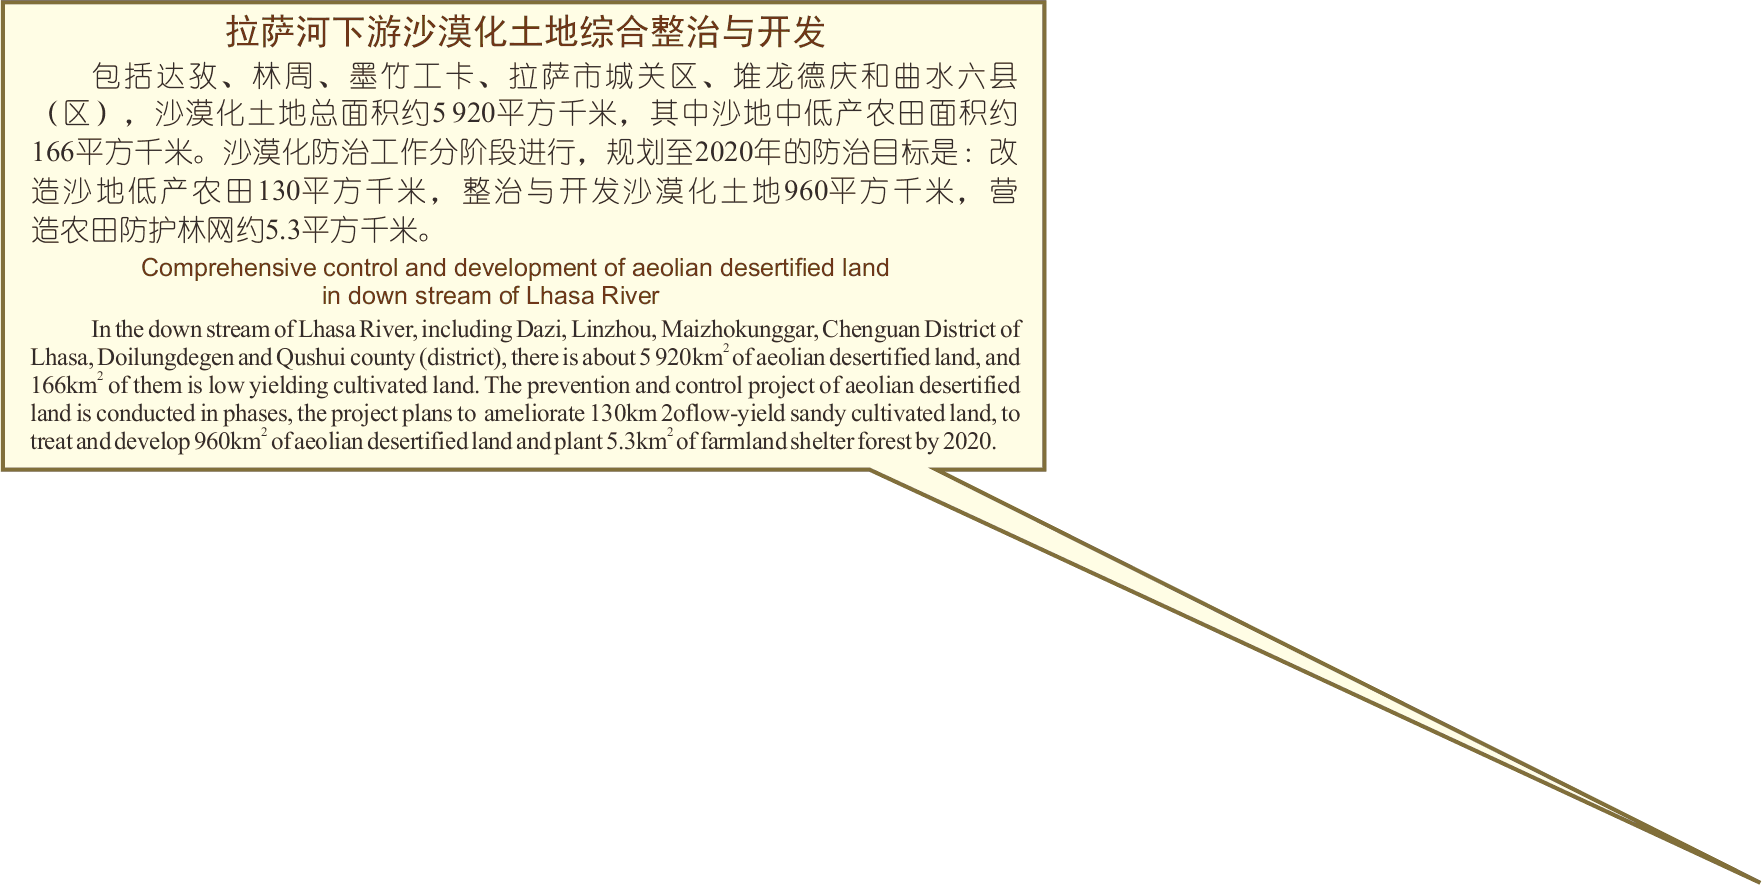 拉萨河下游沙漠化土地综合整治与开发
包括达孜、林周、墨竹工卡、拉萨市城关区、堆龙德庆和曲水六县
（区），沙漠化土地总面积约5 920平方千米，其中沙地中低产农田面积约
166平方千米。沙漠化防治工作分阶段进行，规划至2020年的防治目标是：改
造沙地低产农田130平方千米，整治与开发沙漠化土地960平方千米，营
造农田防护林网约5.3平方千米。
Comprehensive control and development of aeolian desertified land
in down stream of Lhasa River
In the down stream of Lhasa River, including Dazi, Linzhou, Maizhokunggar, Chenguan District of
Lhasa, Doilungdegen and Qushui county (district), there is about 5 920km² of aeolian desertified land, and
166km² of them is low yielding cultivated land. The prevention and control project of aeolian desertified
land is conducted in phases, the project plans to ameliorate 130km 2oflow-yield sandy cultivated land, to
treat and develop 960km² of aeolian desertified land and plant 5.3km² of farmland shelter forest by 2020.